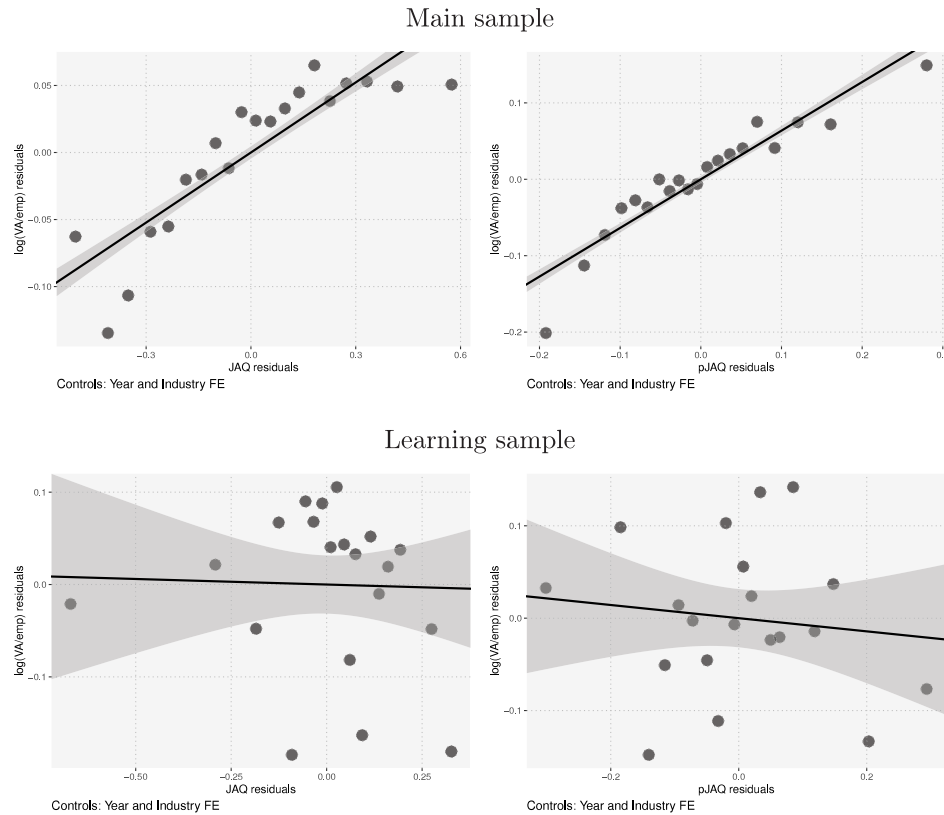 Main sample
log(VA/emp) residuals
0.05
0.00
−0.05
−0.10
−0.3
0.0
0.3
0.6
JAQ residuals
Controls: Year and Industry FE
log(VA/emp) residuals
0.1
0.0
−0.1
−0.2
−0.2
−0.1
0.0
0.1
0.2
0.3
pJAQ residuals
Controls: Year and Industry FE
Learning sample
log(VA/emp) residuals
0.1
0.0
−0.1
−0.50
−0.25
0.00
0.25
JAQ residuals
Controls: Year and Industry FE
log(VA/emp) residuals
0.1
0.0
−0.1
−0.2
0.0
0.2
pJAQ residuals
Controls: Year and Industry FE